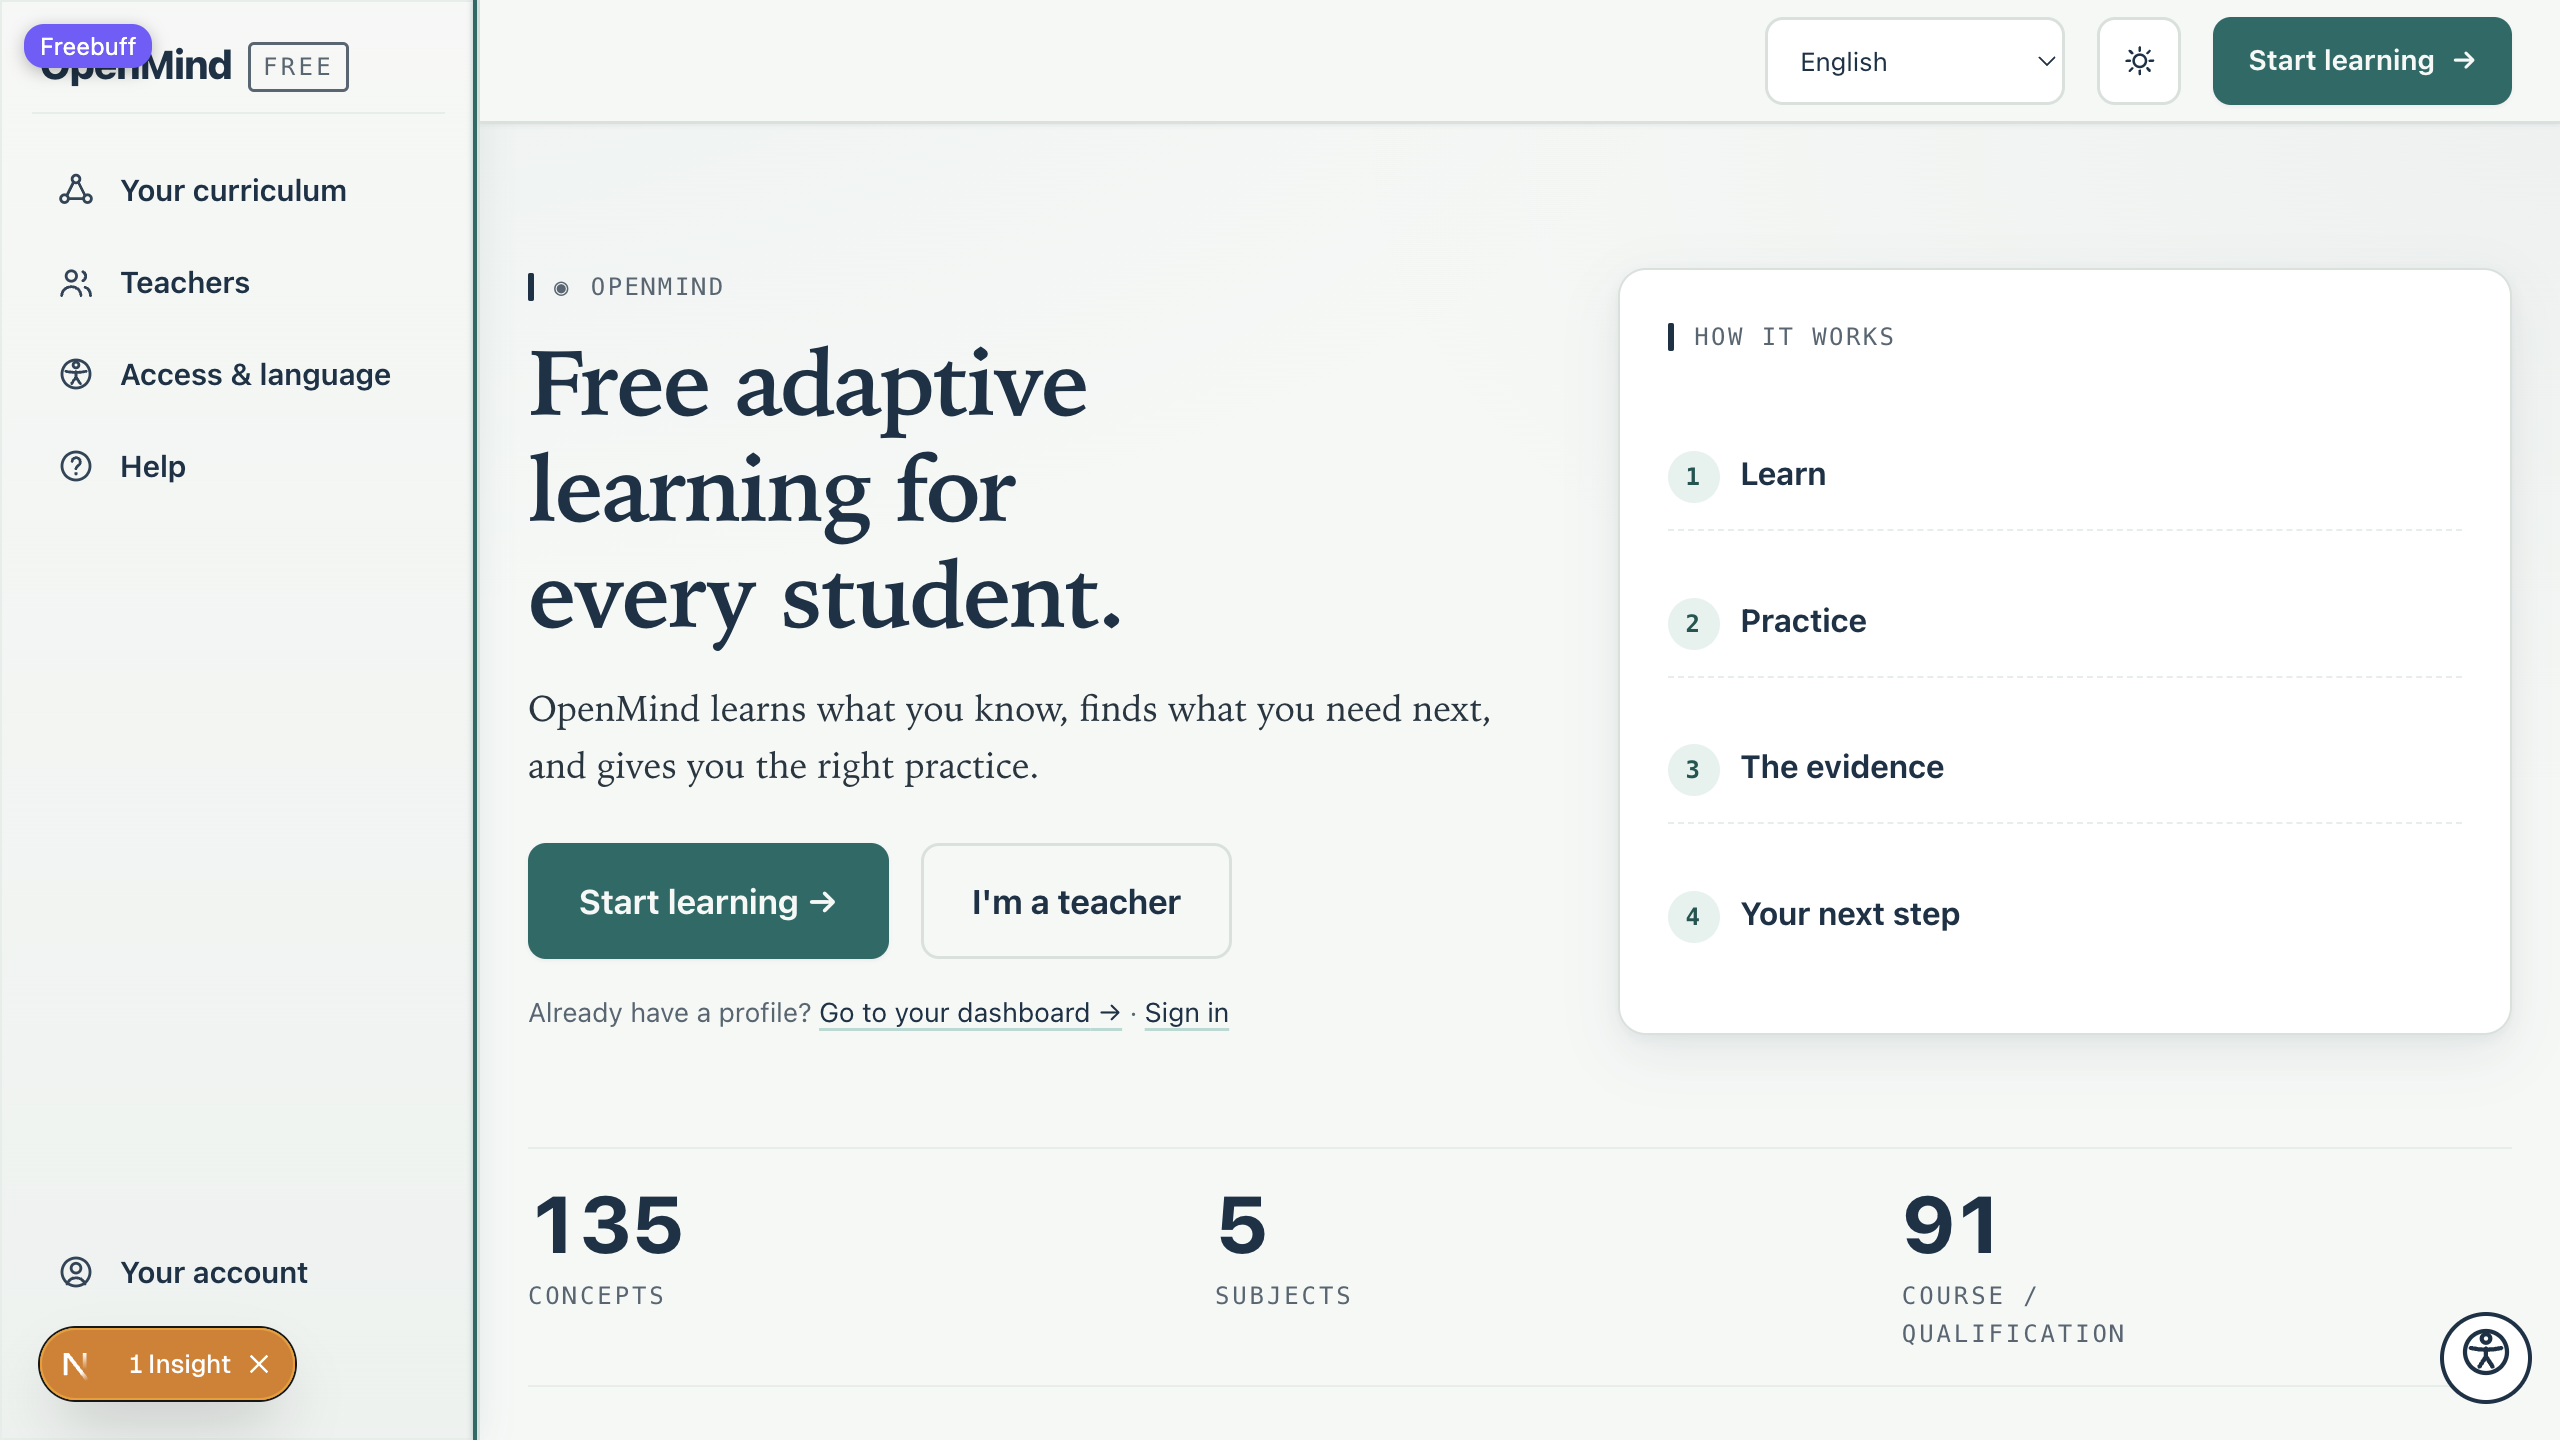 Freebuff
OpenMind FREE
Your curriculum
Teachers
Access & language
Help
Your account
1 Insight
English
Start learning →
◉ OPENMIND
Free adaptive
learning for
every student.
OpenMind learns what you know, finds what you need next,
and gives you the right practice.
Start learning →
I'm a teacher
Already have a profile? Go to your dashboard → · Sign in
HOW IT WORKS
1 Learn
2 Practice
3 The evidence
4 Your next step
135
CONCEPTS
5
SUBJECTS
91
COURSE /
QUALIFICATION